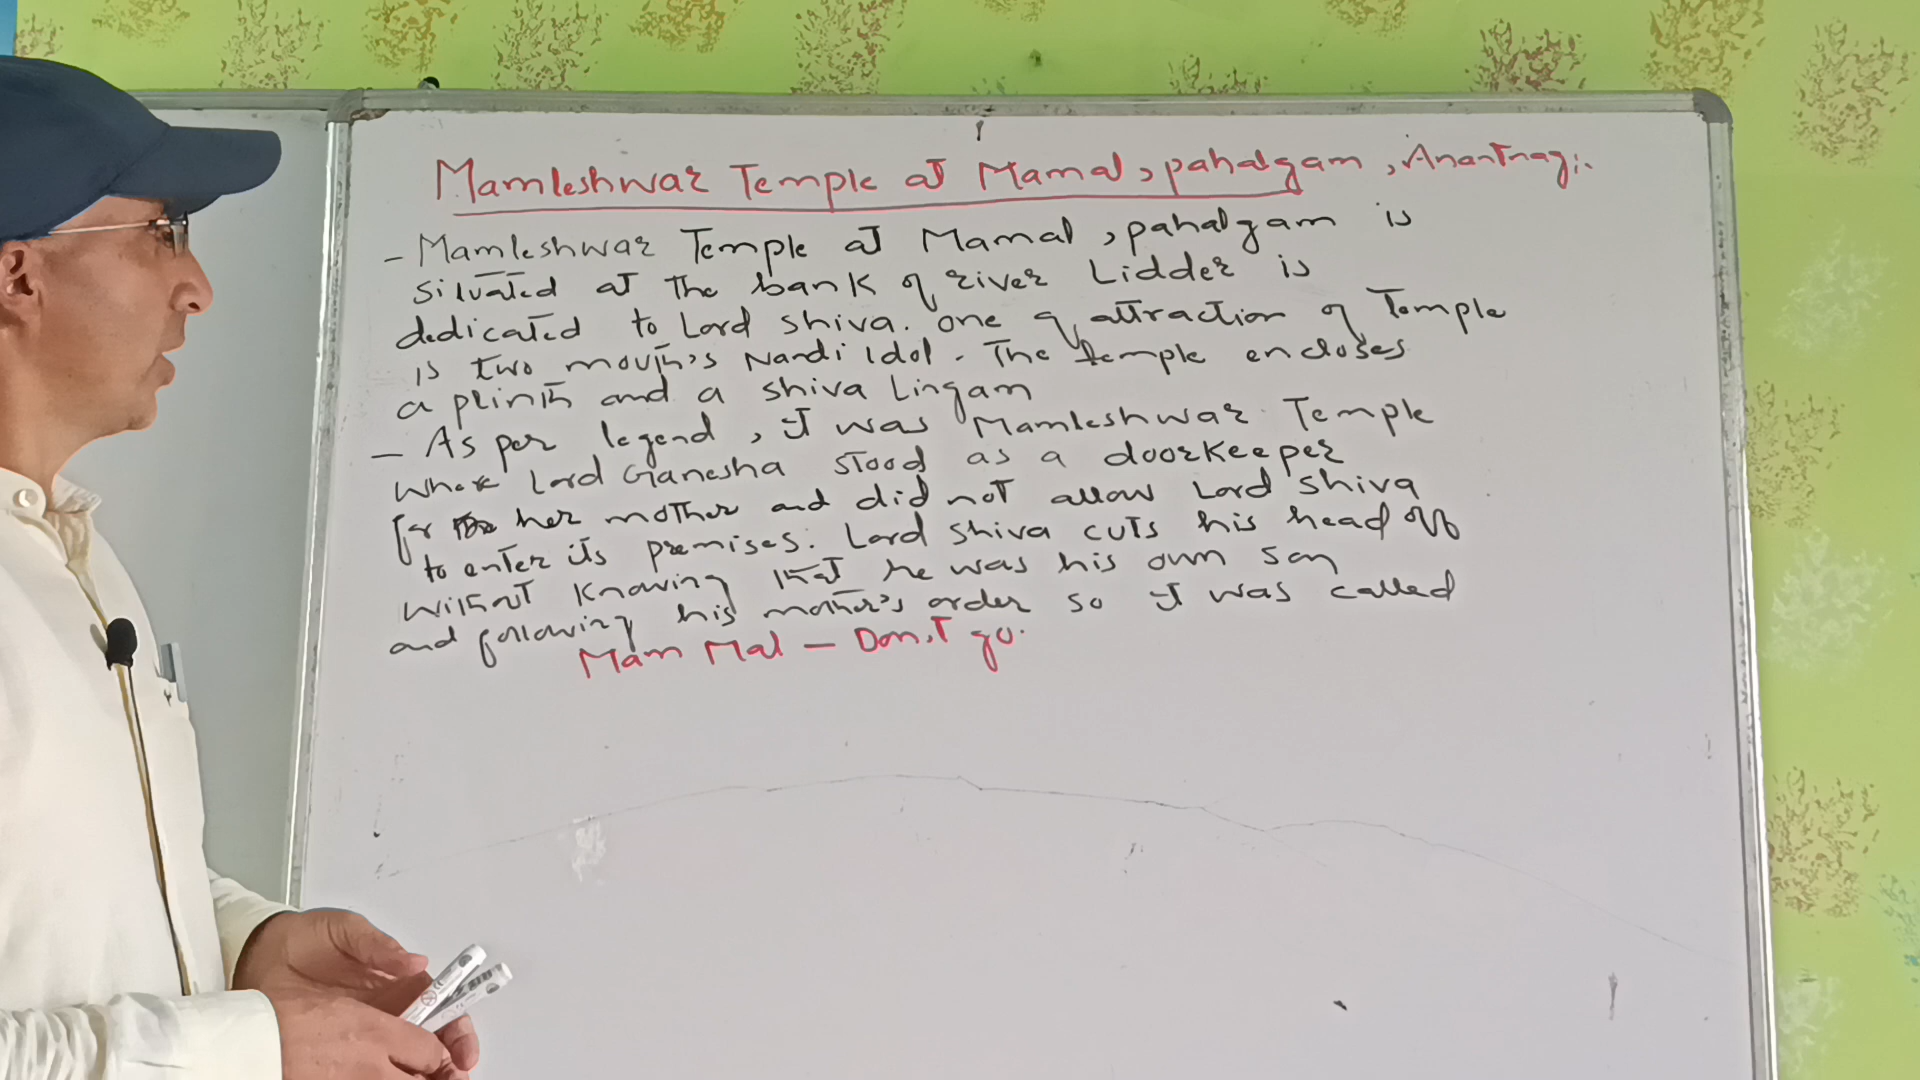 Mamleshwar Temple at Mamal, pahalgam, Anantnag:.
- Mamleshwar Temple at Mamal, pahalgam is
situated at the bank of river Lidder is
dedicated to Lord Shiva. One of attraction of Temple
is two mouth's Nandi Idol. The temple encloses
a plinth and a shiva Lingam
- As per legend, it was Mamleshwar Temple
where Lord Ganesha stood as a doorkeeper
for her mother and did not allow Lord Shiva
to enter its premises. Lord Shiva cuts his head off
without knowing that he was his own son
and following his mother's order so it was called
Mam Mal - Don,t go.